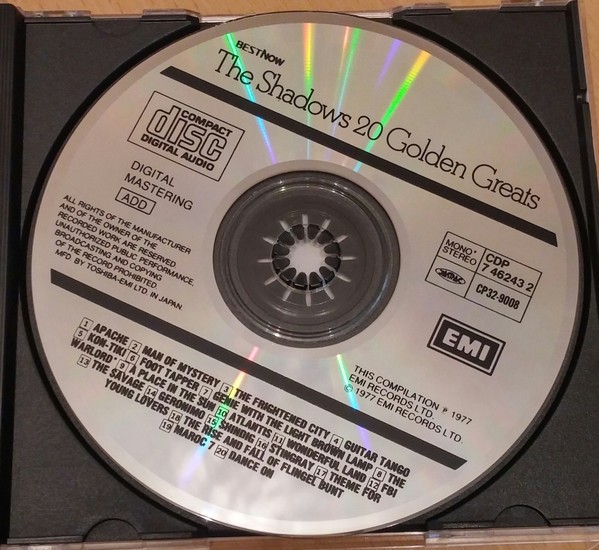 BESTNOW
The Shadows 20 Golden Greats
COMPACT
disc
DIGITAL AUDIO
DIGITAL
MASTERING
ADD
ALL RIGHTS OF THE MANUFACTURER
AND OF THE OWNER OF THE
RECORDED WORK ARE RESERVED
UNAUTHORIZED PUBLIC PERFORMANCE,
BROADCASTING AND COPYING
OF THE RECORD PROHIBITED
MFD. BY TOSHIBA-EMI LTD. IN JAPAN
MONO*
STEREO
CDP
7 46243 2
CP32-9008
EMI
THIS COMPILATION ℗ 1977
EMI RECORDS LTD.
© 1977 EMI RECORDS LTD.
1 APACHE 2 MAN OF MYSTERY 3 THE FRIGHTENED CITY 4 GUITAR TANGO
5 KON-TIKI 6 FOOT TAPPER 7 GENIE WITH THE LIGHT BROWN LAMP 8 THE
WARLORD* 9 A PLACE IN THE SUN 10 ATLANTIS 11 WONDERFUL LAND 12 FBI
13 THE SAVAGE 14 GERONIMO 15 SHINDIG 16 STINGRAY 17 THEME FOR
YOUNG LOVERS 18 THE RISE AND FALL OF FLINGEL BUNT
19 MAROC 7 20 DANCE ON